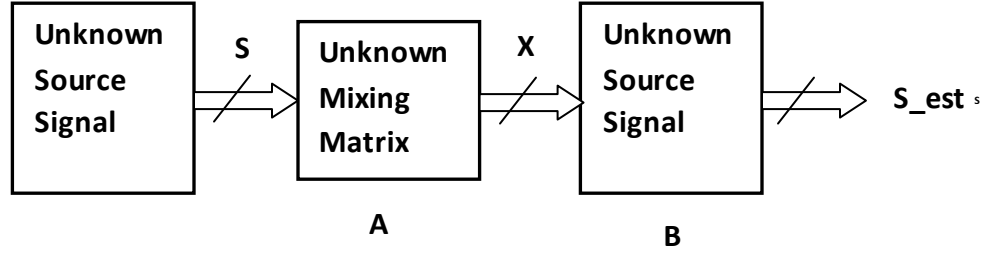 Unknown
Source
Signal
S
Unknown
Mixing
Matrix
A
X
Unknown
Source
Signal
B
S_est s